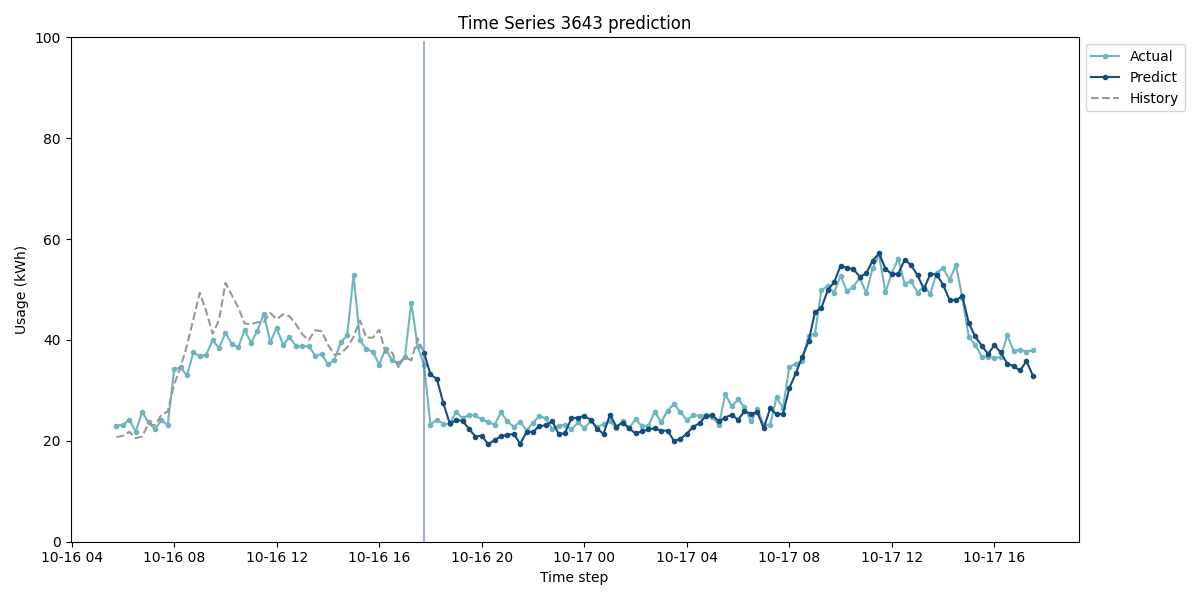 Time Series 3643 prediction
Usage (kWh)
100
80
60
40
20
0
10-16 04
10-16 08
10-16 12
10-16 16
10-16 20
10-17 00
10-17 04
10-17 08
10-17 12
10-17 16
Time step
Actual
Predict
History